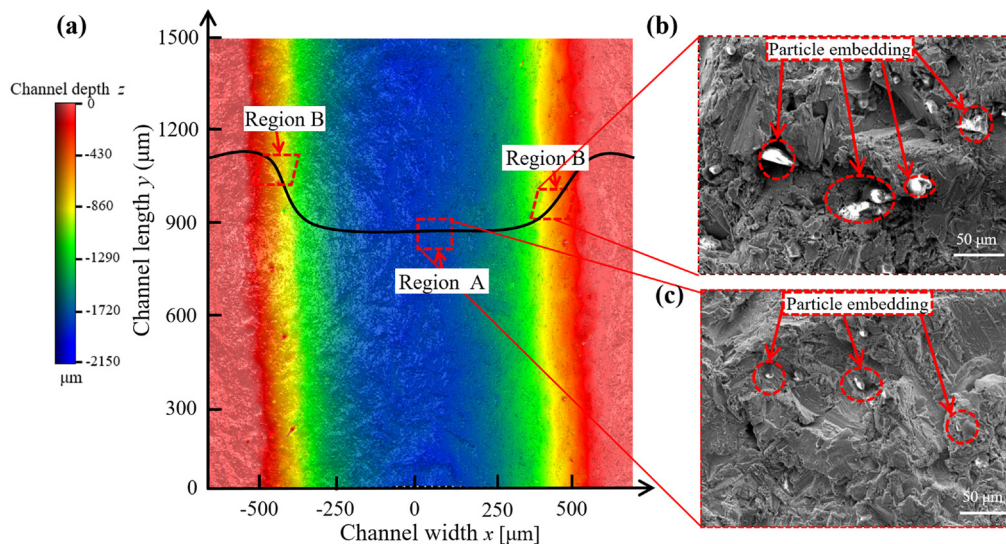 (a)
Channel depth z
0
-430
-860
-1290
-1720
-2150
μm
Channel length y (μm)
1500
1200
900
600
300
0
Region B
Region B
Region A
-500
-250
0
250
500
Channel width x [μm]
(b)
Particle embedding
50 μm
(c)
Particle embedding
50 μm